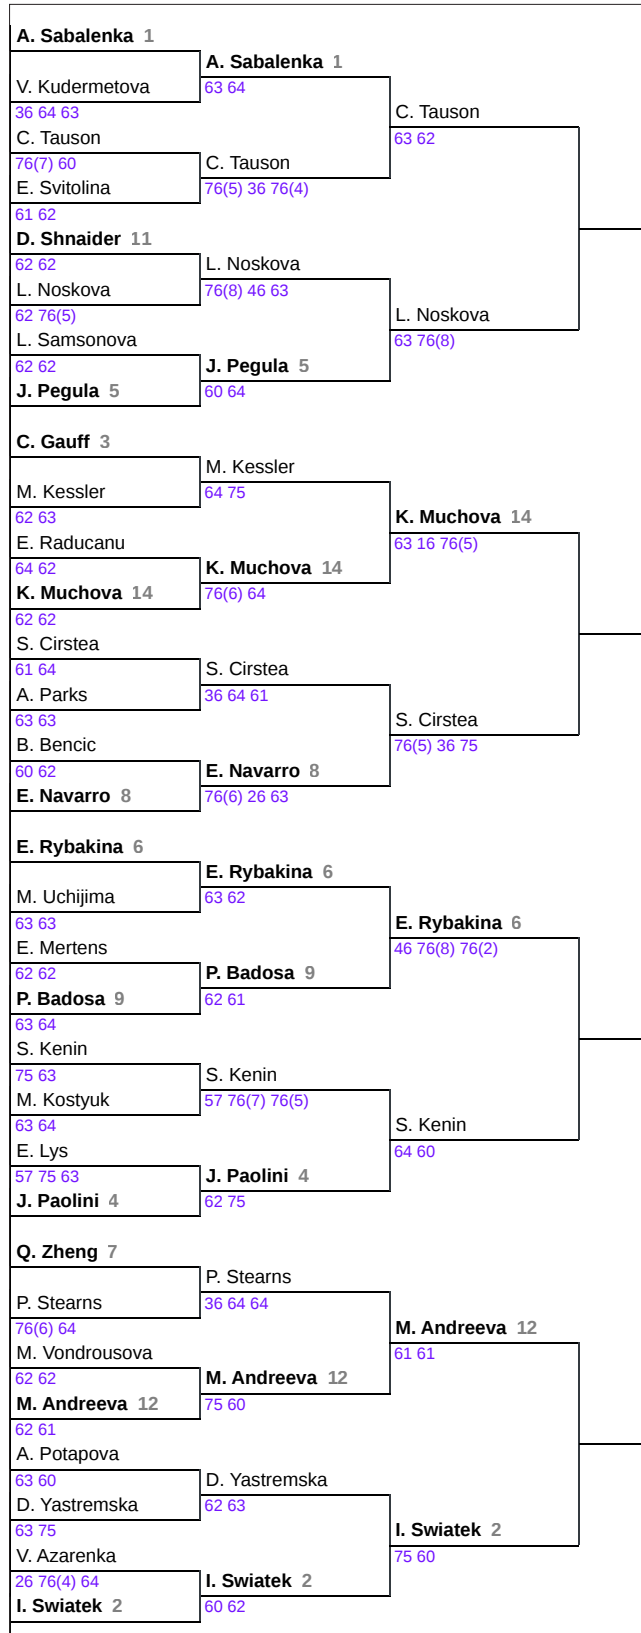 A. Sabalenka 1
V. Kudermetova
36 64 63
C. Tauson
76(7) 60
E. Svitolina
61 62
D. Shnaider 11
62 62
L. Noskova
62 76(5)
L. Samsonova
62 62
J. Pegula 5
C. Gauff 3
M. Kessler
62 63
E. Raducanu
64 62
K. Muchova 14
62 62
S. Cirstea
61 64
A. Parks
63 63
B. Bencic
60 62
E. Navarro 8
E. Rybakina 6
M. Uchijima
63 63
E. Mertens
62 62
P. Badosa 9
63 64
S. Kenin
75 63
M. Kostyuk
63 64
E. Lys
57 75 63
J. Paolini 4
Q. Zheng 7
P. Stearns
76(6) 64
M. Vondrousova
62 62
M. Andreeva 12
62 61
A. Potapova
63 60
D. Yastremska
63 75
V. Azarenka
26 76(4) 64
I. Swiatek 2
A. Sabalenka 1
63 64
C. Tauson
76(5) 36 76(4)
L. Noskova
76(8) 46 63
J. Pegula 5
60 64
M. Kessler
64 75
K. Muchova 14
76(6) 64
S. Cirstea
36 64 61
E. Navarro 8
76(6) 26 63
E. Rybakina 6
63 62
P. Badosa 9
62 61
S. Kenin
57 76(7) 76(5)
J. Paolini 4
62 75
P. Stearns
36 64 64
M. Andreeva 12
75 60
D. Yastremska
62 63
I. Swiatek 2
60 62
C. Tauson
63 62
L. Noskova
63 76(8)
K. Muchova 14
63 16 76(5)
S. Cirstea
76(5) 36 75
E. Rybakina 6
46 76(8) 76(2)
S. Kenin
64 60
M. Andreeva 12
61 61
I. Swiatek 2
75 60